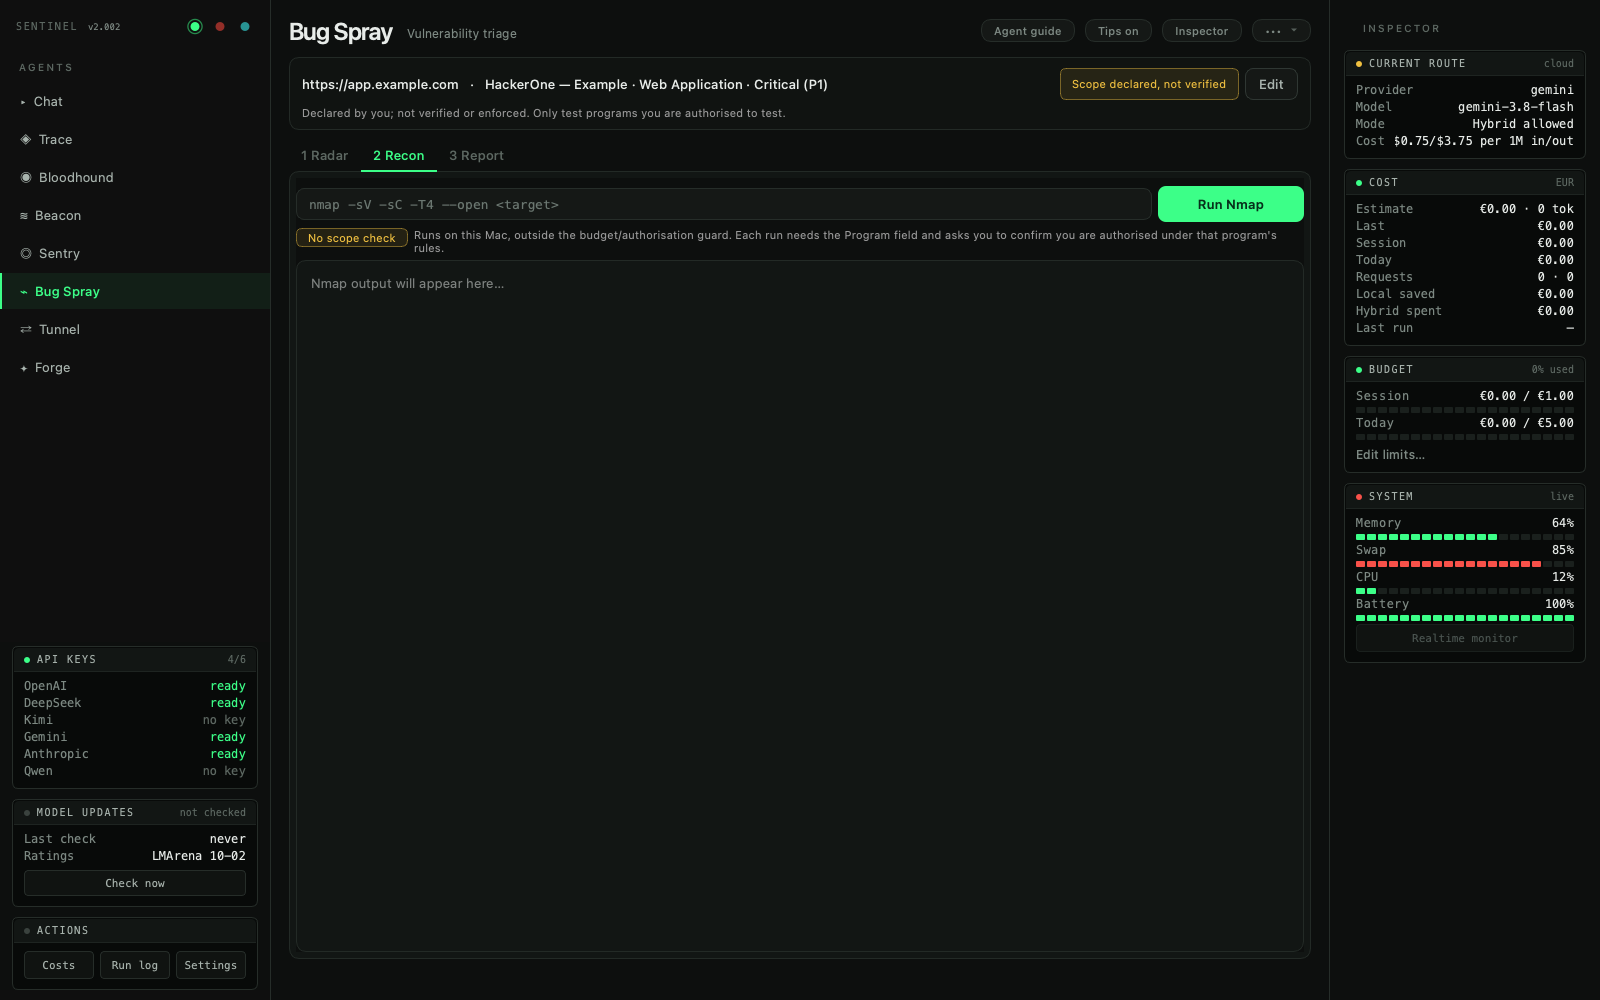 SENTINEL v2.002
AGENTS
Chat
Trace
Bloodhound
Beacon
Sentry
Bug Spray
Tunnel
Forge
API KEYS 4/6
OpenAI ready
DeepSeek ready
Kimi no key
Gemini ready
Anthropic ready
Qwen no key
MODEL UPDATES not checked
Last check never
Ratings LMArena 10-02
Check now
ACTIONS
Costs Run log Settings
Bug Spray Vulnerability triage
Agent guide Tips on Inspector ...
https://app.example.com · HackerOne — Example · Web Application · Critical (P1)
Scope declared, not verified Edit
Declared by you; not verified or enforced. Only test programs you are authorised to test.
1 Radar 2 Recon 3 Report
nmap -sV -sC -T4 --open <target>
Run Nmap
No scope check
Runs on this Mac, outside the budget/authorisation guard. Each run needs the Program field and asks you to confirm you are authorised under that program's
rules.
Nmap output will appear here...
INSPECTOR
CURRENT ROUTE cloud
Provider gemini
Model gemini-3.8-flash
Mode Hybrid allowed
Cost $0.75/$3.75 per 1M in/out
COST EUR
Estimate €0.00 · 0 tok
Last €0.00
Session €0.00
Today €0.00
Requests 0 · 0
Local saved €0.00
Hybrid spent €0.00
Last run —
BUDGET 0% used
Session €0.00 / €1.00
Today €0.00 / €5.00
Edit limits...
SYSTEM live
Memory 64%
Swap 85%
CPU 12%
Battery 100%
Realtime monitor